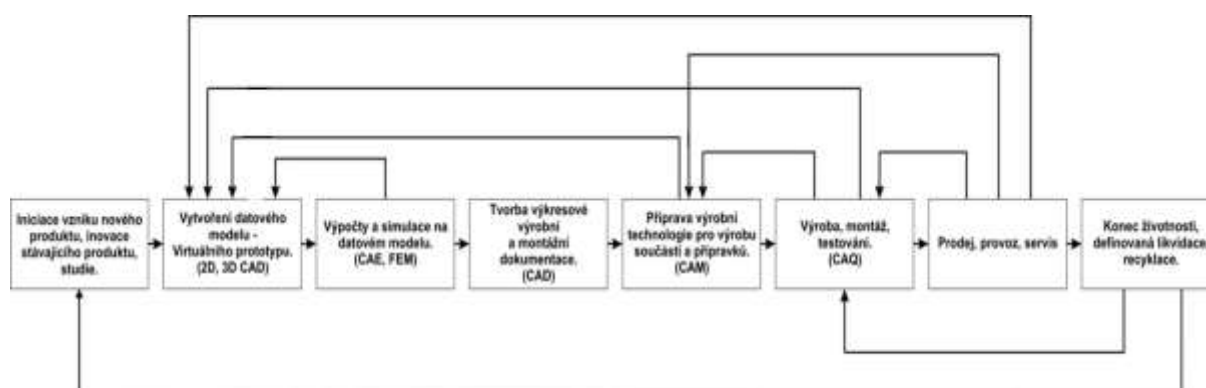 Iniciace vzniku nového
produktu, inovace
stávajícího produktu,
studie.
Vytvoření datového
modelu -
Virtuálního prototypu.
(2D, 3D CAD)
Výpočty a simulace na
datovém modelu.
(CAE, FEM)
Tvorba výkresové
výrobní
a montážní
dokumentace.
(CAD)
Příprava výrobní
technologie pro výrobu
součástí a přípravků.
(CAM)
Výroba, montáž,
testování.
(CAQ)
Prodej, provoz, servis
Konec životnosti,
definovaná likvidace
recyklace.